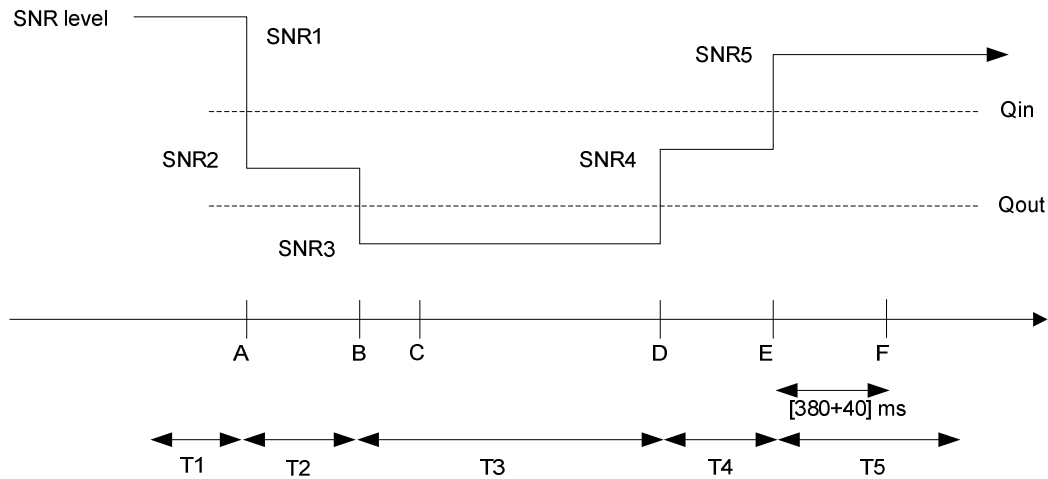 SNR level
SNR1
SNR5
Qin
SNR2
SNR4
Qout
SNR3
A
B
C
D
E
F
[380+40] ms
T1
T2
T3
T4
T5